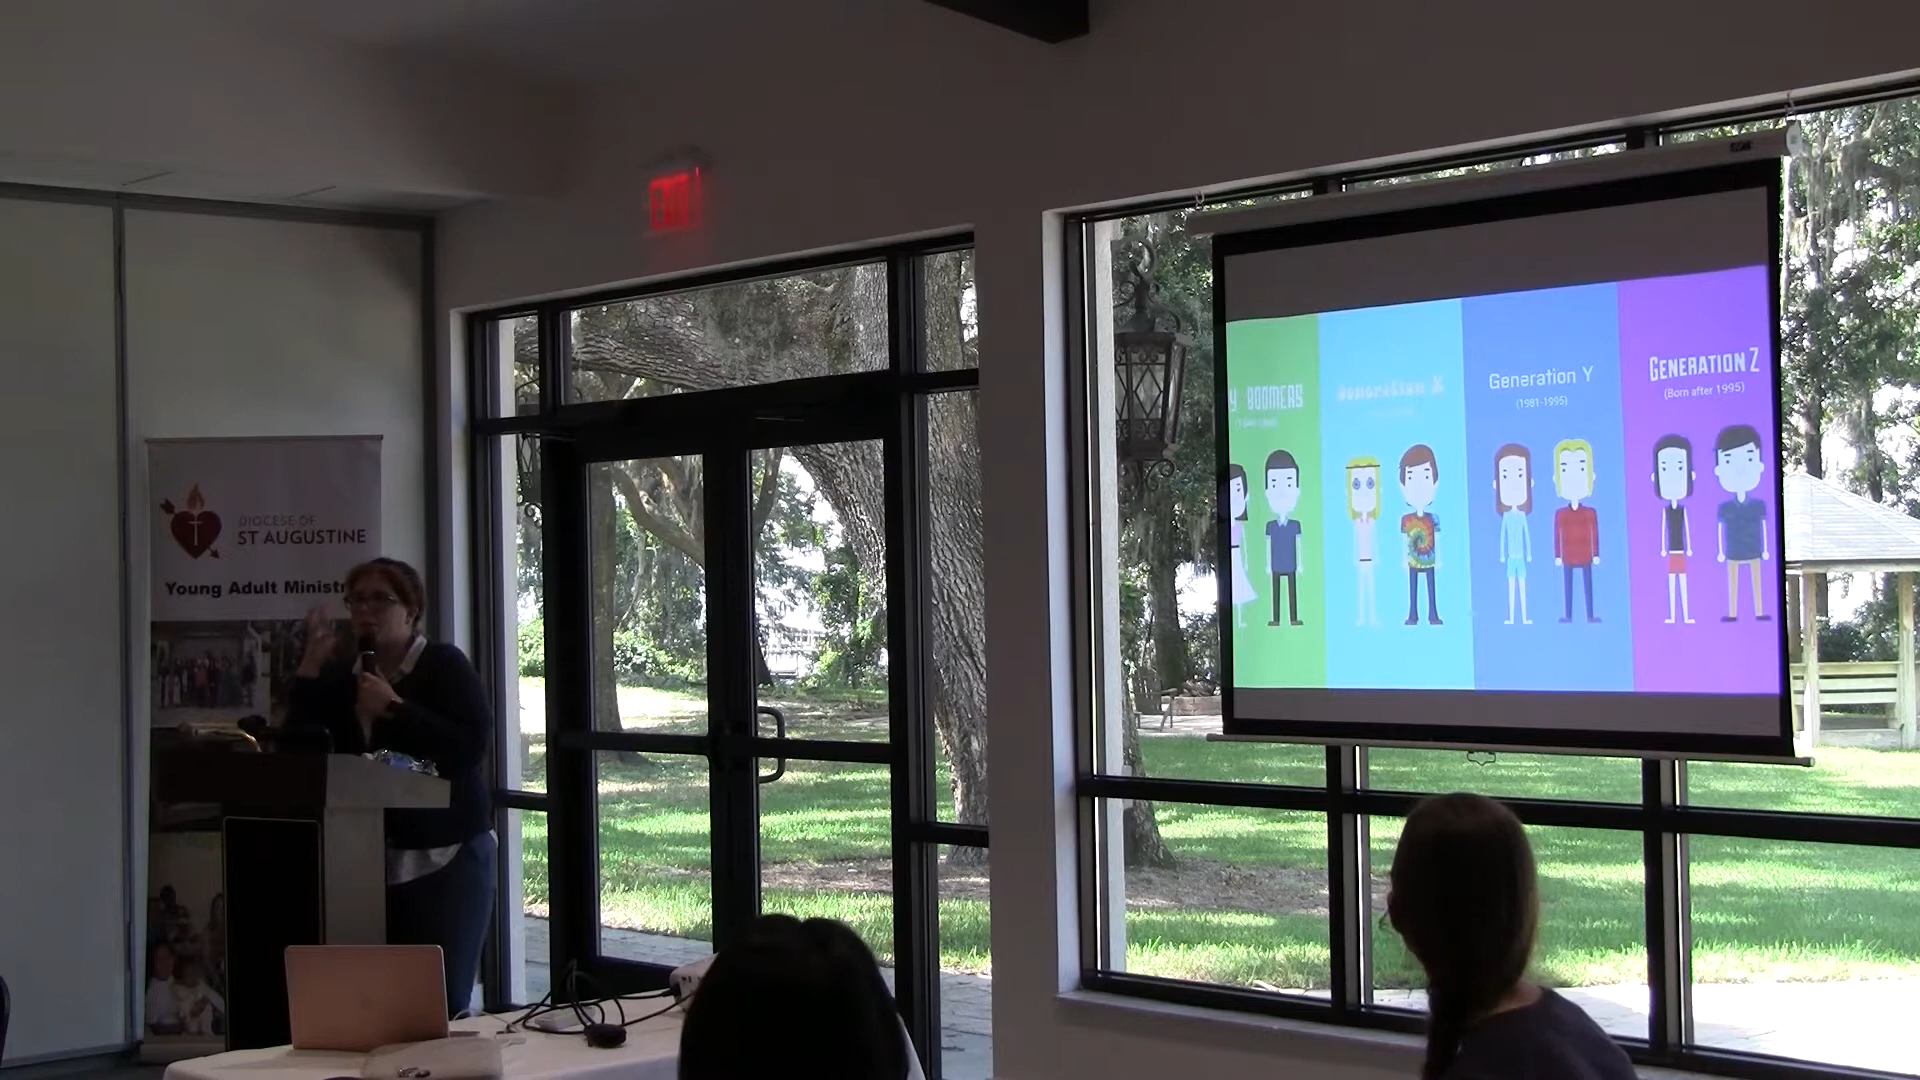 EXIT
DIOCESE OF
ST AUGUSTINE
Young Adult Ministr
Y BOOMERS
Generation X
Generation Y
(1981-1995)
GENERATION Z
(Born after 1995)